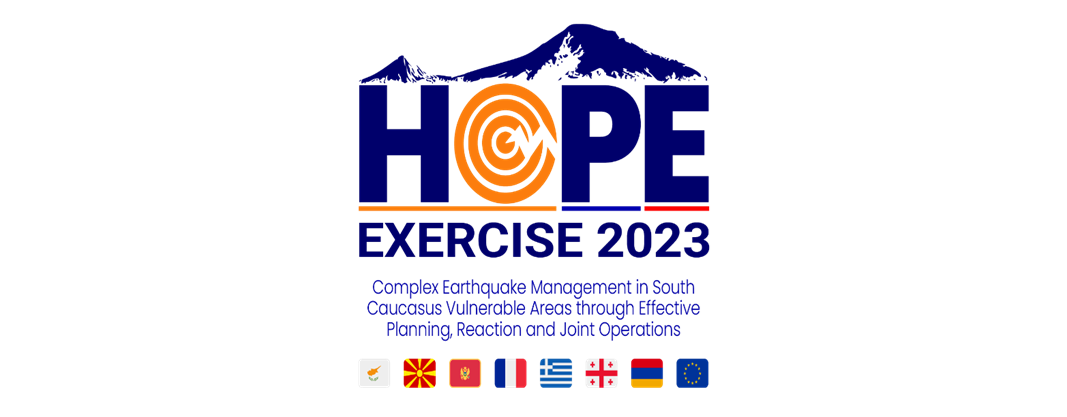 HOPE
EXERCISE 2023
Complex Earthquake Management in South
Caucasus Vulnerable Areas through Effective
Planning, Reaction and Joint Operations